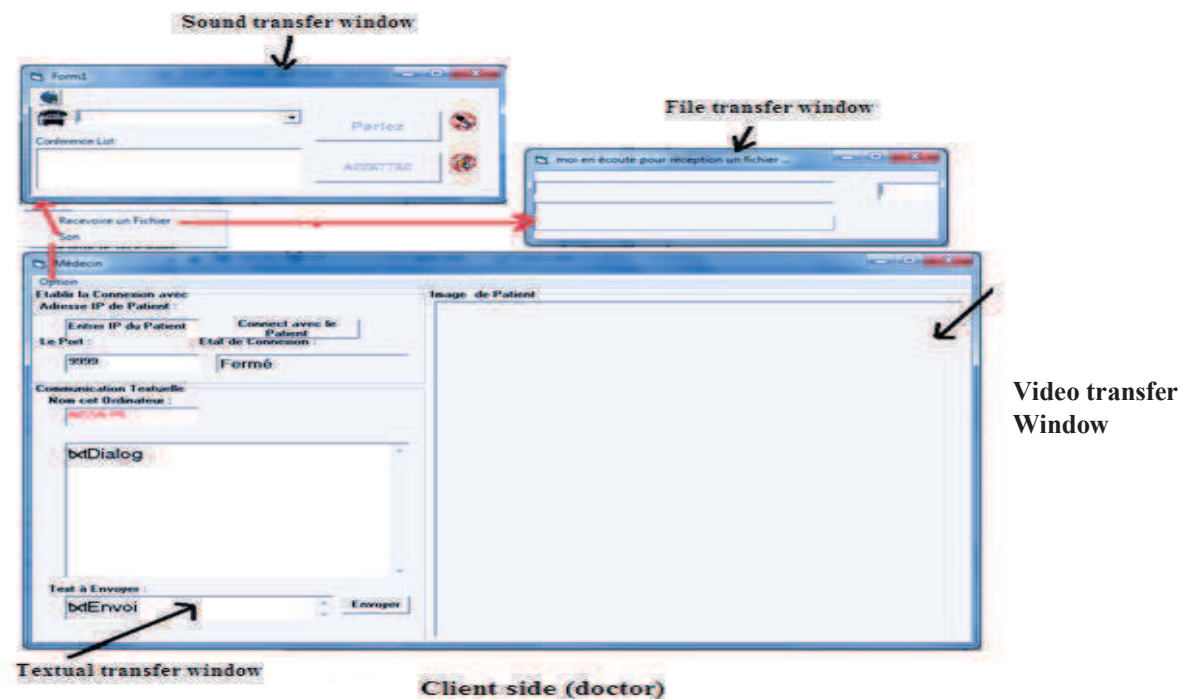 Sound transfer window
Form1
File transfer window
Parlez
Conference List
moi en écoute pour réception un fichier ...
Recevoire un Fichier
Son
Médecin
Option
Etablir la Connexion avec
Adresse IP de Patient :
Image de Patient
Entrer IP du Patient
Connect avec le
Patient
Le Port :
Etat de Connexion :
9999
Fermé
Communication Textuelle
Nom cet Ordinateur :
Video transfer
Window
txtDialog
Text à Envoyer :
txtEnvoi
Envoyer
Textual transfer window
Client side (doctor)